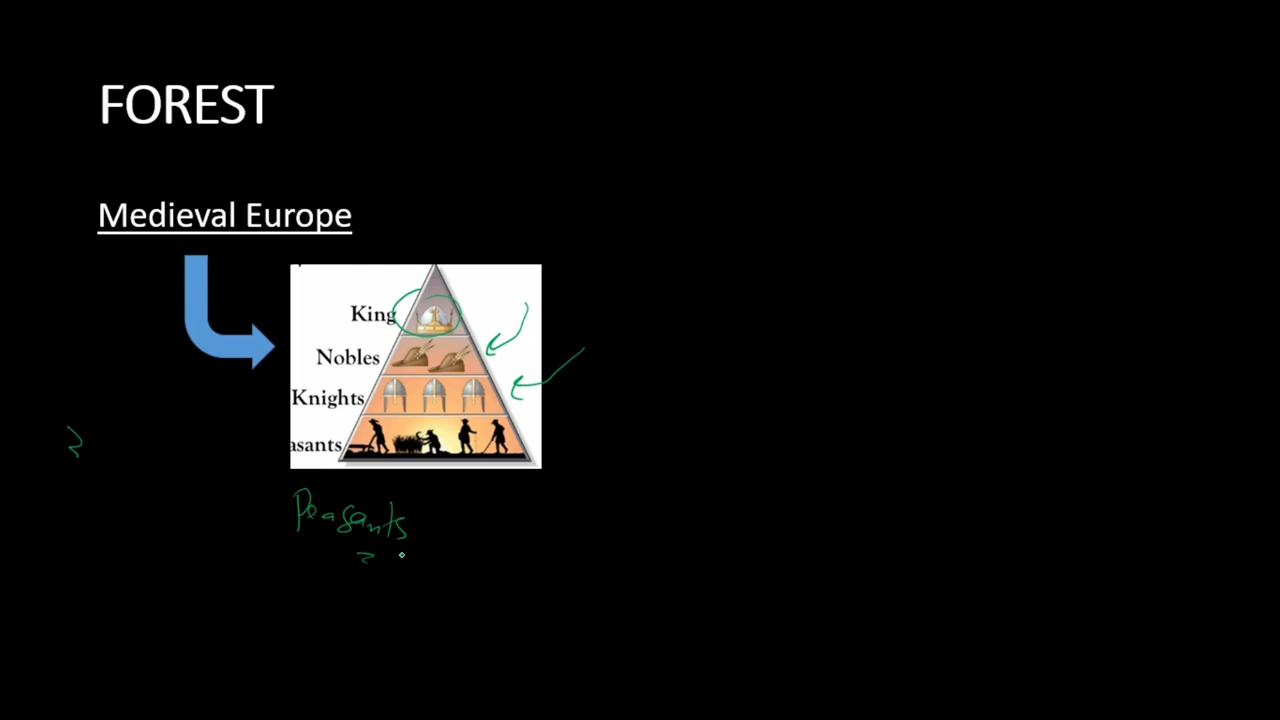 FOREST
Medieval Europe
King
Nobles
Knights
asants
Peasants